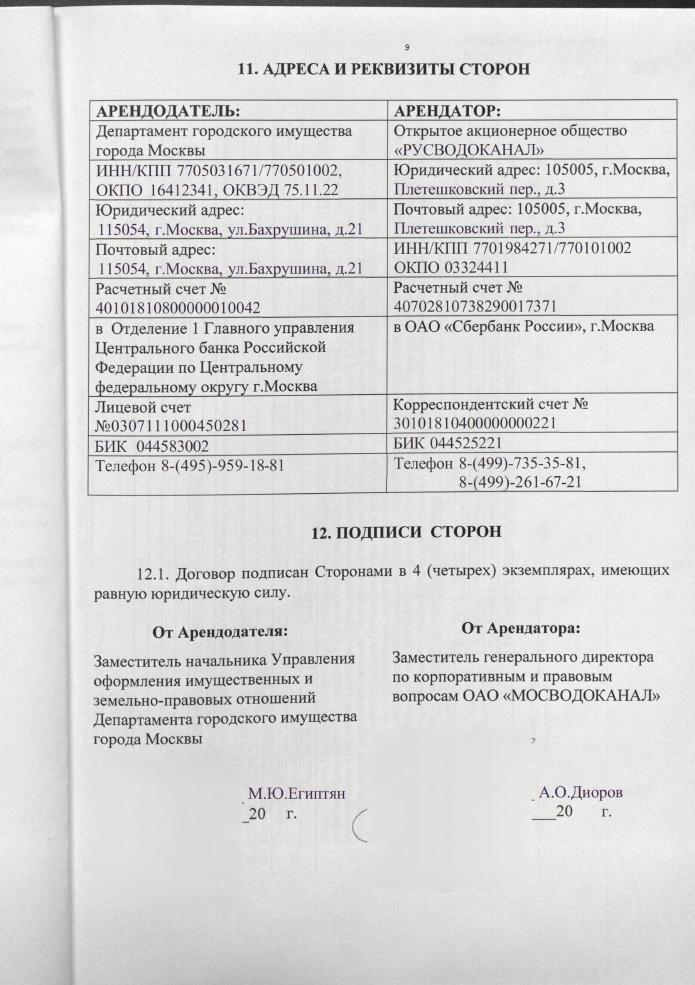 9
11. АДРЕСА И РЕКВИЗИТЫ СТОРОН
АРЕНДОДАТЕЛЬ:
Департамент городского имущества
города Москвы
ИНН/КПП 7705031671/770501002,
ОКПО 16412341, ОКВЭД 75.11.22
Юридический адрес:
115054, г.Москва, ул.Бахрушина, д.21
Почтовый адрес:
115054, г.Москва, ул.Бахрушина, д.21
Расчетный счет №
40101810800000010042
в Отделение 1 Главного управления
Центрального банка Российской
Федерации по Центральному
федеральному округу г.Москва
Лицевой счет
№0307111000450281
БИК 044583002
Телефон 8-(495)-959-18-81
АРЕНДАТОР:
Открытое акционерное общество
«РУСВОДОКАНАЛ»
Юридический адрес: 105005, г.Москва,
Плетешковский пер., д.3
Почтовый адрес: 105005, г.Москва,
Плетешковский пер., д.3
ИНН/КПП 7701984271/770101002
ОКПО 03324411
Расчетный счет №
40702810738290017371
в ОАО «Сбербанк России», г.Москва
Корреспондентский счет №
30101810400000000221
БИК 044525221
Телефон 8-(499)-735-35-81,
8-(499)-261-67-21
12. ПОДПИСИ СТОРОН
12.1. Договор подписан Сторонами в 4 (четырех) экземплярах, имеющих
равную юридическую силу.
От Арендодателя:
Заместитель начальника Управления
оформления имущественных и
земельно-правовых отношений
Департамента городского имущества
города Москвы
М.Ю.Египтян
_20 г.
От Арендатора:
Заместитель генерального директора
по корпоративным и правовым
вопросам ОАО «МОСВОДОКАНАЛ»
А.О.Диоров
___20 г.